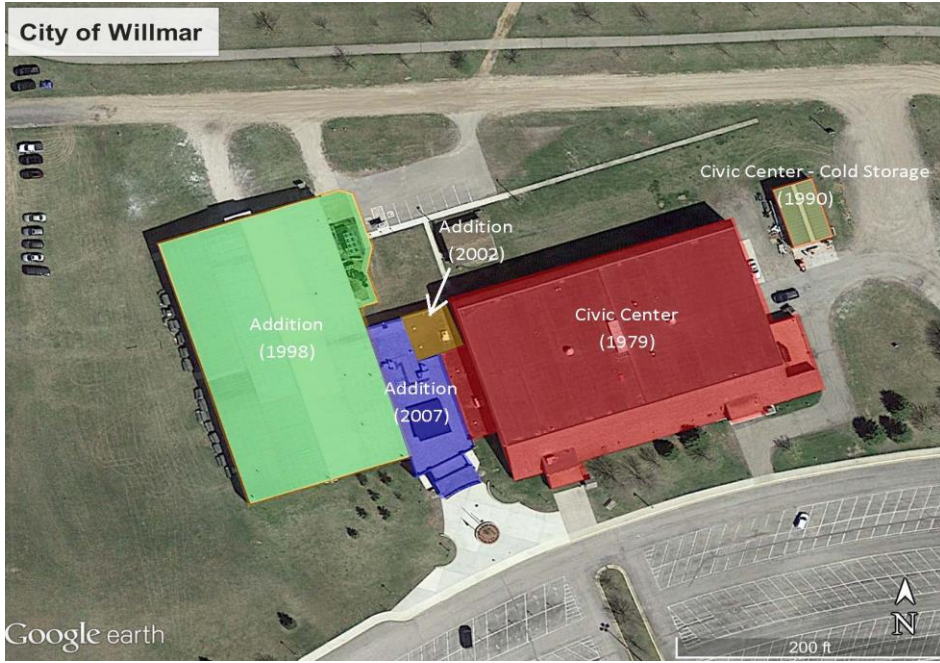 City of Willmar
Civic Center - Cold Storage
(1990)
Addition
(2002)
Addition
(1998)
Civic Center
(1979)
Addition
(2007)
N
Google earth
200 ft